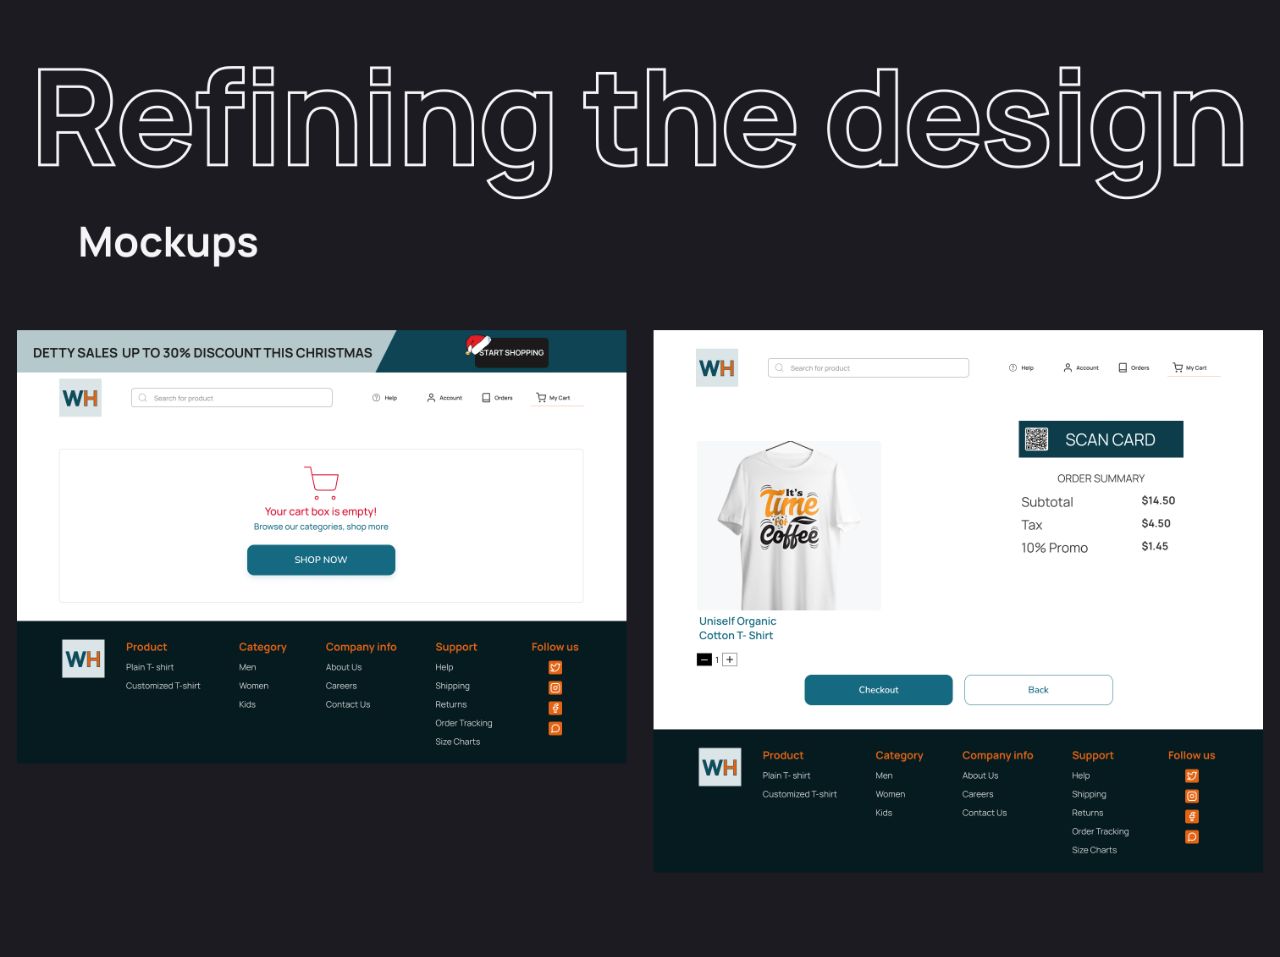 Refining the design
Mockups
DETTY SALES UP TO 30% DISCOUNT THIS CHRISTMAS
START SHOPPING
WH
Search for product
Help
Account
Orders
My Cart
Your cart box is empty!
Browse our categories, shop more
SHOP NOW
WH
Product
Plain T- shirt
Customized T-shirt
Category
Men
Women
Kids
Company info
About Us
Careers
Contact Us
Support
Help
Shipping
Returns
Order Tracking
Size Charts
Follow us
WH
Search for product
Help
Account
Orders
My Cart
It's
Time
For
Coffee
Uniself Organic
Cotton T- Shirt
1
SCAN CARD
ORDER SUMMARY
Subtotal $14.50
Tax $4.50
10% Promo $1.45
Checkout
Back
WH
Product
Plain T- shirt
Customized T-shirt
Category
Men
Women
Kids
Company info
About Us
Careers
Contact Us
Support
Help
Shipping
Returns
Order Tracking
Size Charts
Follow us